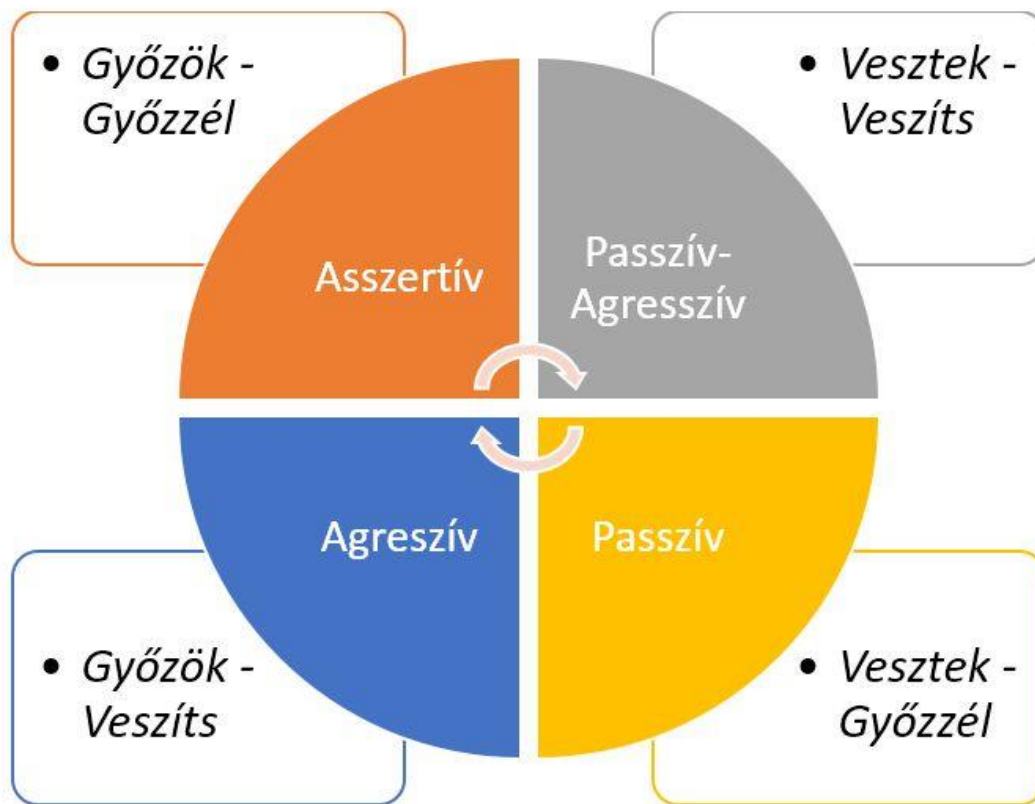 • Győzök -
Győzzél
• Vesztek -
Veszíts
Asszertív
Passzív-
Agresszív
Agreszív
Passzív
• Győzök -
Veszíts
• Vesztek -
Győzzél